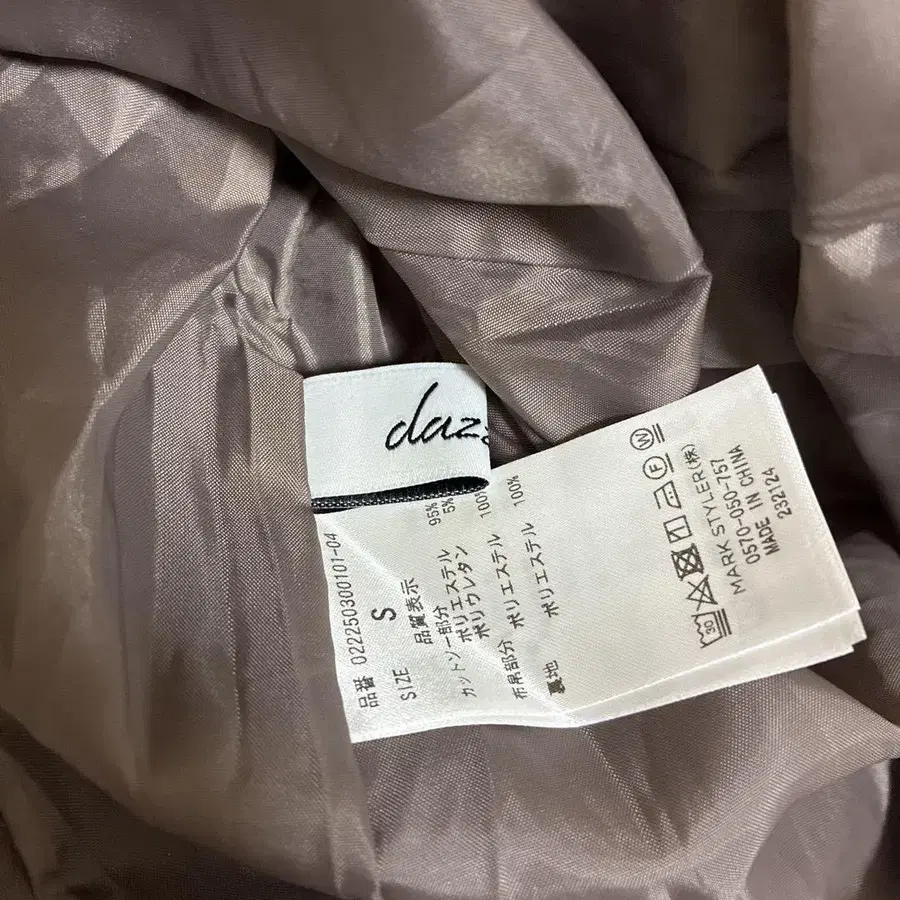 daz
品番 022250300101-04
SIZE S
品質表示
カットソー部分
ポリエステル 95%
ポリウレタン 5%
布帛部分
ポリエステル 100%
裏地
ポリエステル 100%
30
F W
MARK STYLER(株)
0570-050-757
MADE IN CHINA
232124